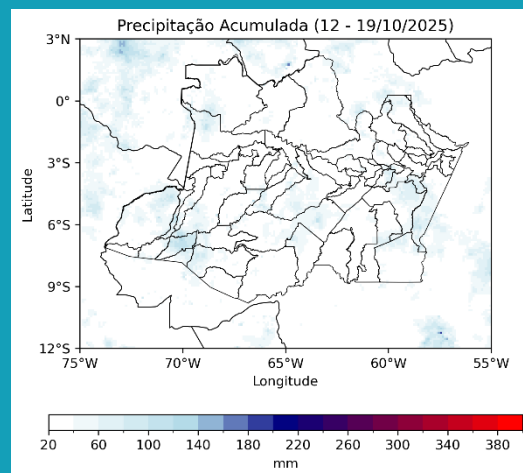 Precipitação Acumulada (12 - 19/10/2025)
3°N
0°
3°S
6°S
9°S
12°S
Latitude
75°W 70°W 65°W 60°W 55°W
Longitude
20 60 100 140 180 220 260 300 340 380
mm